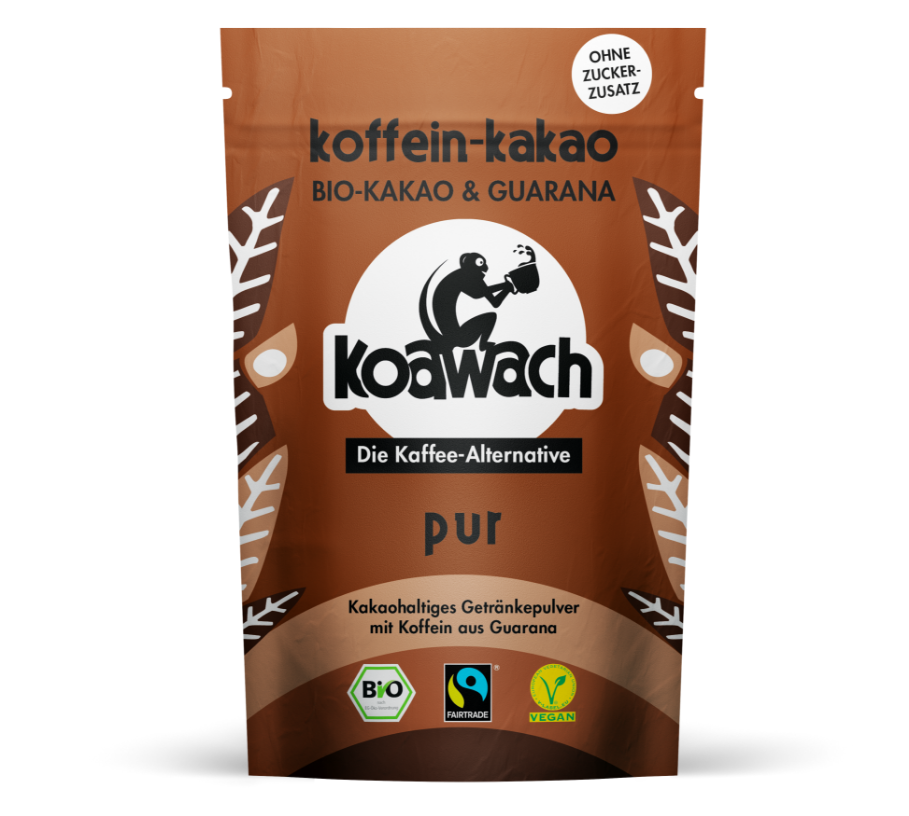 OHNE
ZUCKER-
ZUSATZ
koffein-kakao
BIO-KAKAO & GUARANA
koawach
Die Kaffee-Alternative
pur
Kakaohaltiges Getränkepulver
mit Koffein aus Guarana
Bio
FAIRTRADE
®
VEGAN